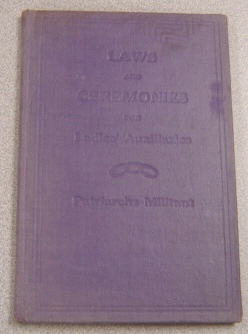 LAWS
AND
CEREMONIES
FOR
Ladies' Auxiliaries
Patriarchs Militant